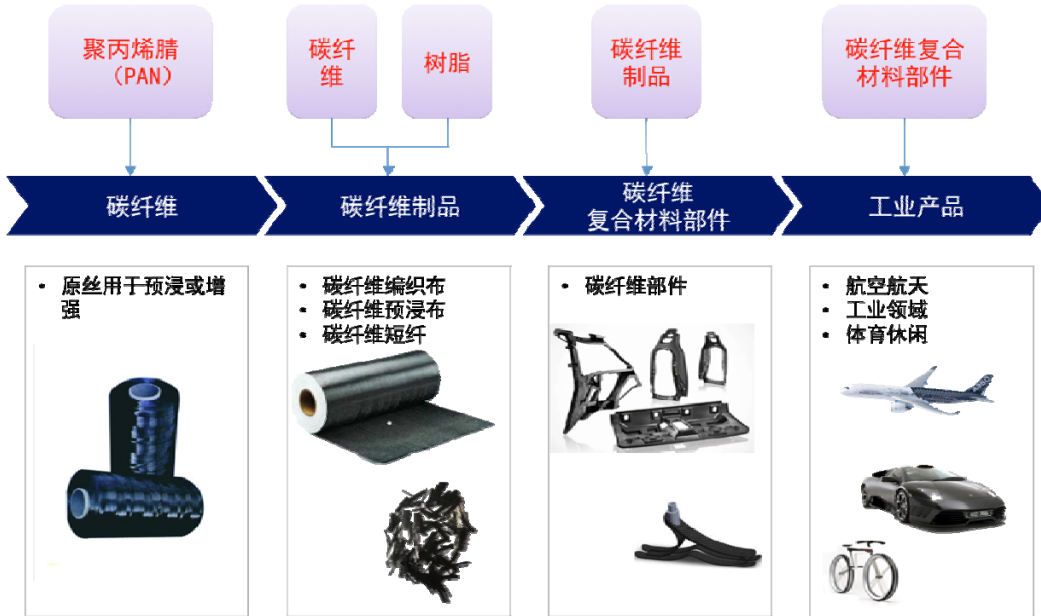 聚丙烯腈
（PAN）
碳纤
维
树脂
碳纤维
制品
碳纤维复合
材料部件
碳纤维
碳纤维制品
碳纤维
复合材料部件
工业产品
• 原丝用于预浸或增
强
• 碳纤维编织布
• 碳纤维预浸布
• 碳纤维短纤
• 碳纤维部件
• 航空航天
• 工业领域
• 体育休闲